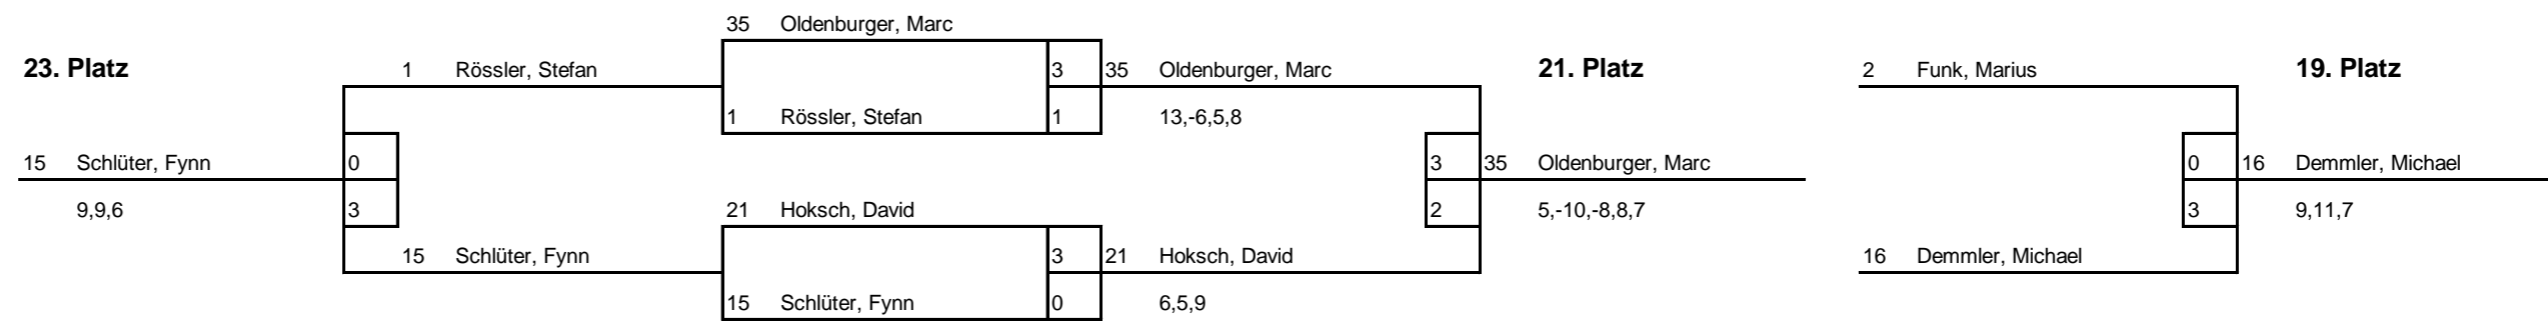 35 Oldenburger, Marc
23. Platz 1 Rössler, Stefan 3 35 Oldenburger, Marc 21. Platz 2 Funk, Marius 19. Platz
1 Rössler, Stefan 1 13,-6,5,8
15 Schlüter, Fynn 0 3 35 Oldenburger, Marc 0 16 Demmler, Michael
9,9,6 3 21 Hoksch, David 2 5,-10,-8,8,7 3 9,11,7
15 Schlüter, Fynn 3 21 Hoksch, David 16 Demmler, Michael
15 Schlüter, Fynn 0 6,5,9